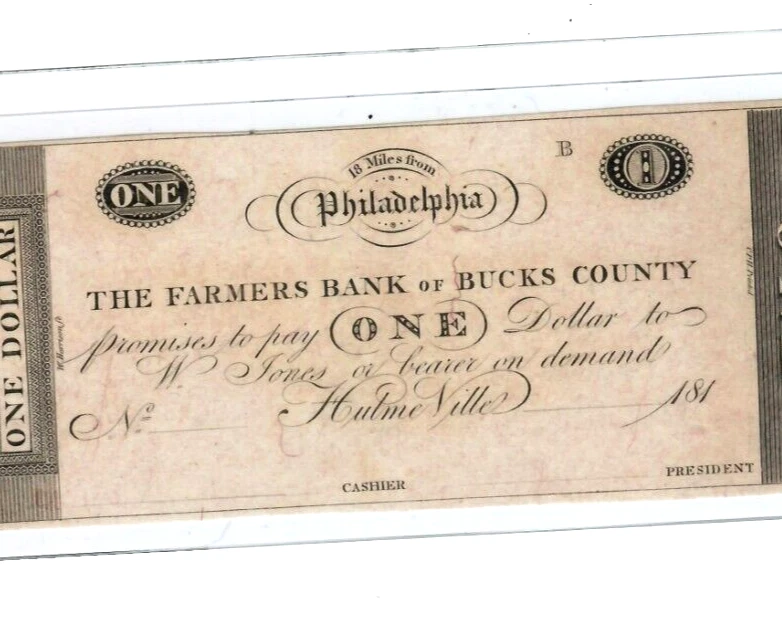 18 Miles from
B
ONE
Philadelphia
1
THE FARMERS BANK OF BUCKS COUNTY
promises to pay ONE Dollar to
W. Jones or bearer on demand
Nº
HulmeVille
181
CASHIER
PRESIDENT
ONE DOLLAR